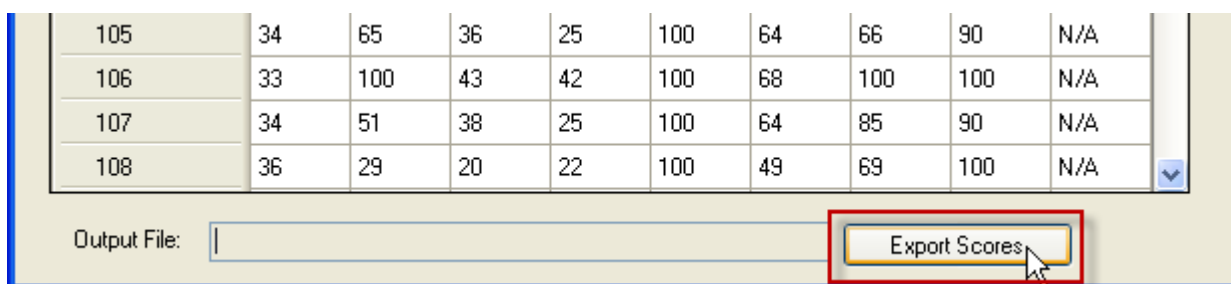 105 34 65 36 25 100 64 66 90 N/A
106 33 100 43 42 100 68 100 100 N/A
107 34 51 38 25 100 64 85 90 N/A
108 36 29 20 22 100 49 69 100 N/A
Output File: Export Scores